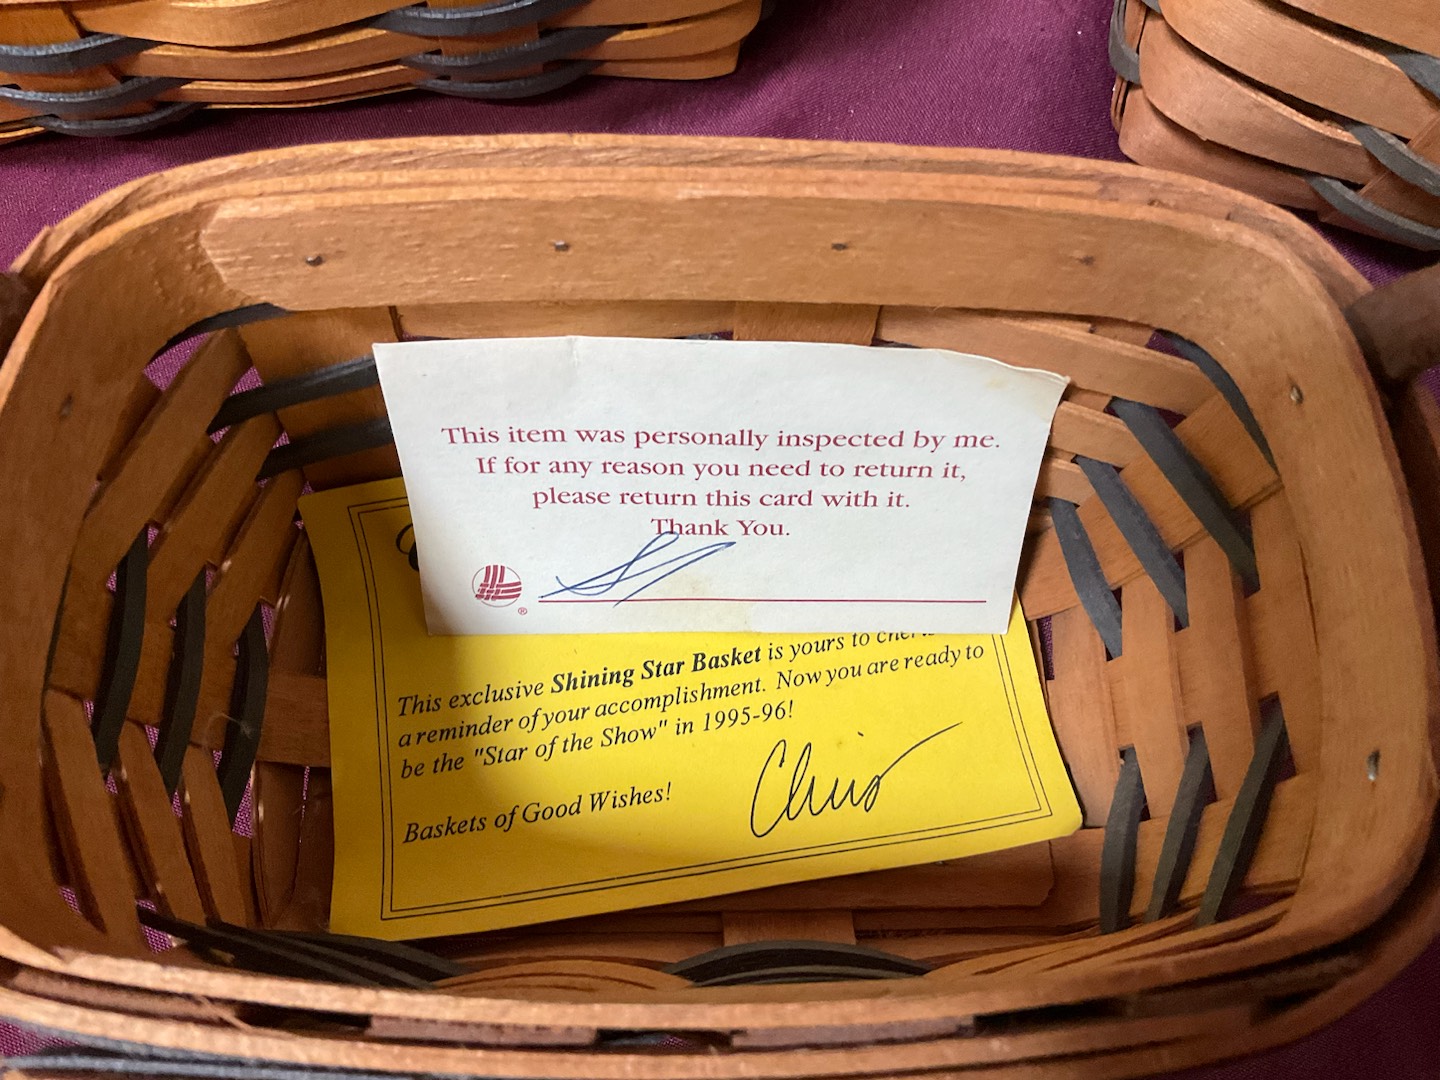 This item was personally inspected by me.
If for any reason you need to return it,
please return this card with it.
Thank You.
®
This exclusive Shining Star Basket is yours to
a reminder of your accomplishment. Now you are ready to
be the "Star of the Show" in 1995-96!
Baskets of Good Wishes!
Chris